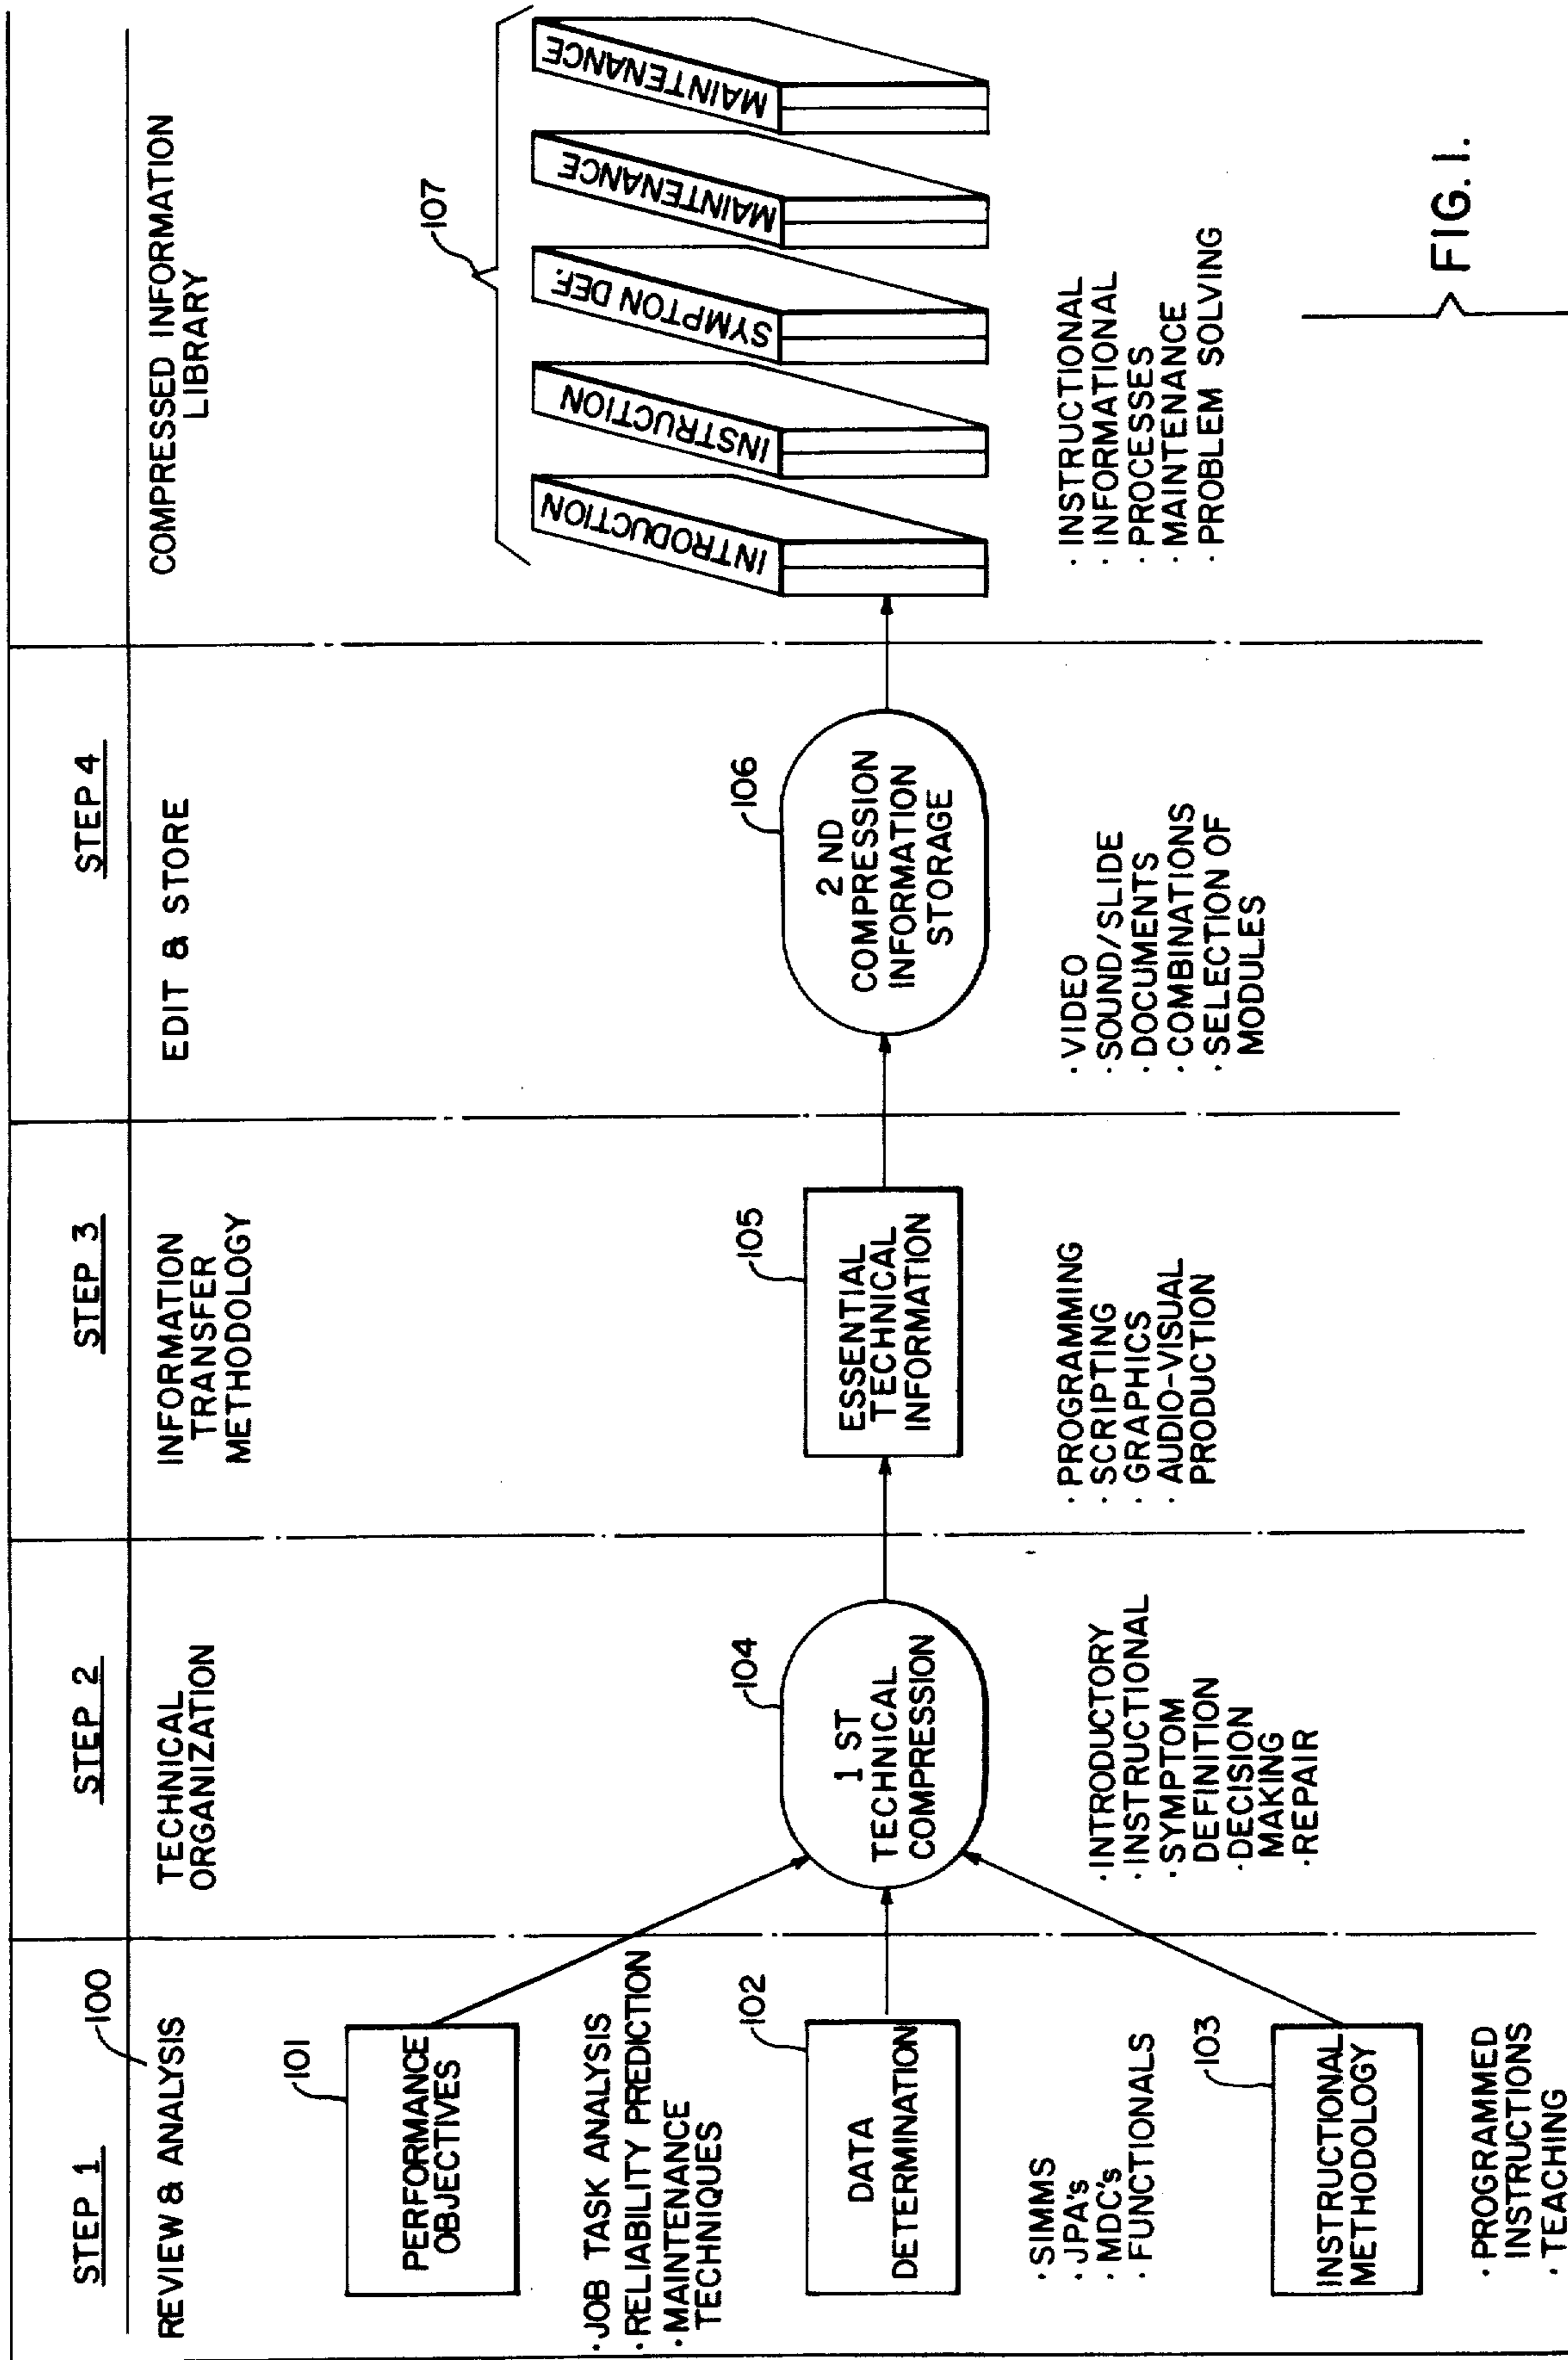 STEP 1
REVIEW & ANALYSIS
100
101
PERFORMANCE
OBJECTIVES
· JOB TASK ANALYSIS
· RELIABILITY PREDICTION
· MAINTENANCE
TECHNIQUES
102
DATA
DETERMINATION
· SIMMS
· JPA's
· MDC's
· FUNCTIONALS
103
INSTRUCTIONAL
METHODOLOGY
· PROGRAMMED
INSTRUCTIONS
· TEACHING
STEP 2
TECHNICAL
ORGANIZATION
104
1 ST
TECHNICAL
COMPRESSION
· INTRODUCTORY
· INSTRUCTIONAL
· SYMPTOM
DEFINITION
· DECISION
MAKING
· REPAIR
STEP 3
INFORMATION
TRANSFER
METHODOLOGY
105
ESSENTIAL
TECHNICAL
INFORMATION
· PROGRAMMING
· SCRIPTING
· GRAPHICS
· AUDIO-VISUAL
PRODUCTION
STEP 4
EDIT & STORE
106
2 ND
COMPRESSION
INFORMATION
STORAGE
· VIDEO
· SOUND/SLIDE
· DOCUMENTS
· COMBINATIONS
· SELECTION OF
MODULES
COMPRESSED INFORMATION
LIBRARY
107
INTRODUCTION
INSTRUCTION
SYMPTON DEF.
MAINTENANCE
MAINTENANCE
· INSTRUCTIONAL
· INFORMATIONAL
· PROCESSES
· MAINTENANCE
· PROBLEM SOLVING
FIG. 1.